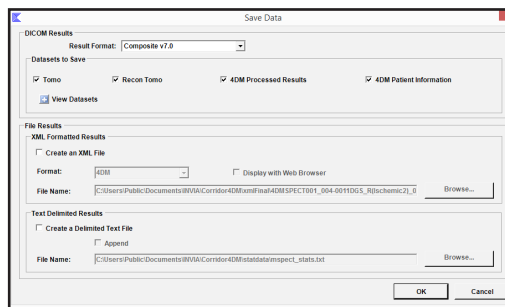 Save Data
DICOM Results
Result Format: Composite v7.0
Datasets to Save
Tomo Recon Tomo 4DM Processed Results 4DM Patient Information
View Datasets
File Results
XML Formatted Results
Create an XML File
Format: 4DM Display with Web Browser
File Name: C:\Users\Public\Documents\INVIA\Corridor4DM\xmlFinal\4DMSPECT001_004-0011DGS_R(Ischemic2)_0 Browse...
Text Delimited Results
Create a Delimited Text File
Append
File Name: C:\Users\Public\Documents\INVIA\Corridor4DM\statdata\mspect_stats.txt Browse...
OK Cancel